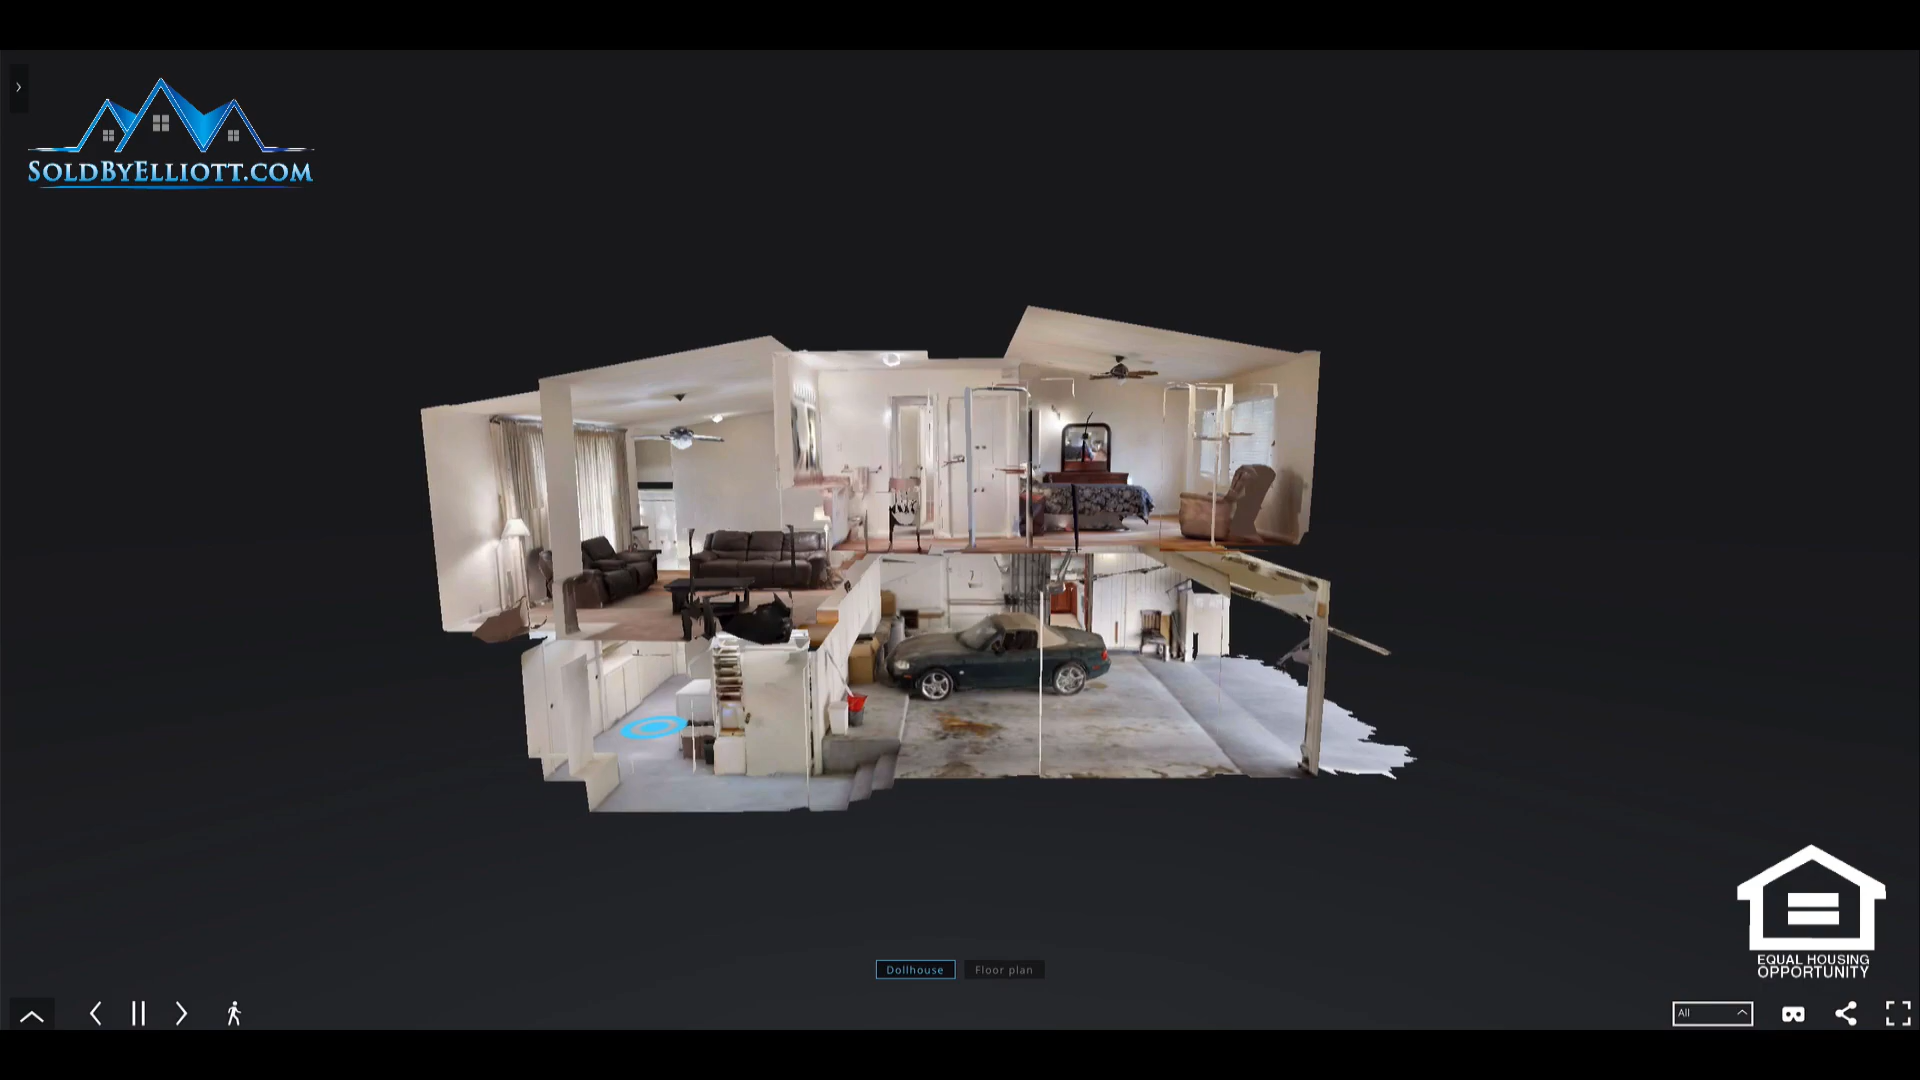 SoldByElliott.com
EQUAL HOUSING
OPPORTUNITY
Dollhouse
Floor plan
All